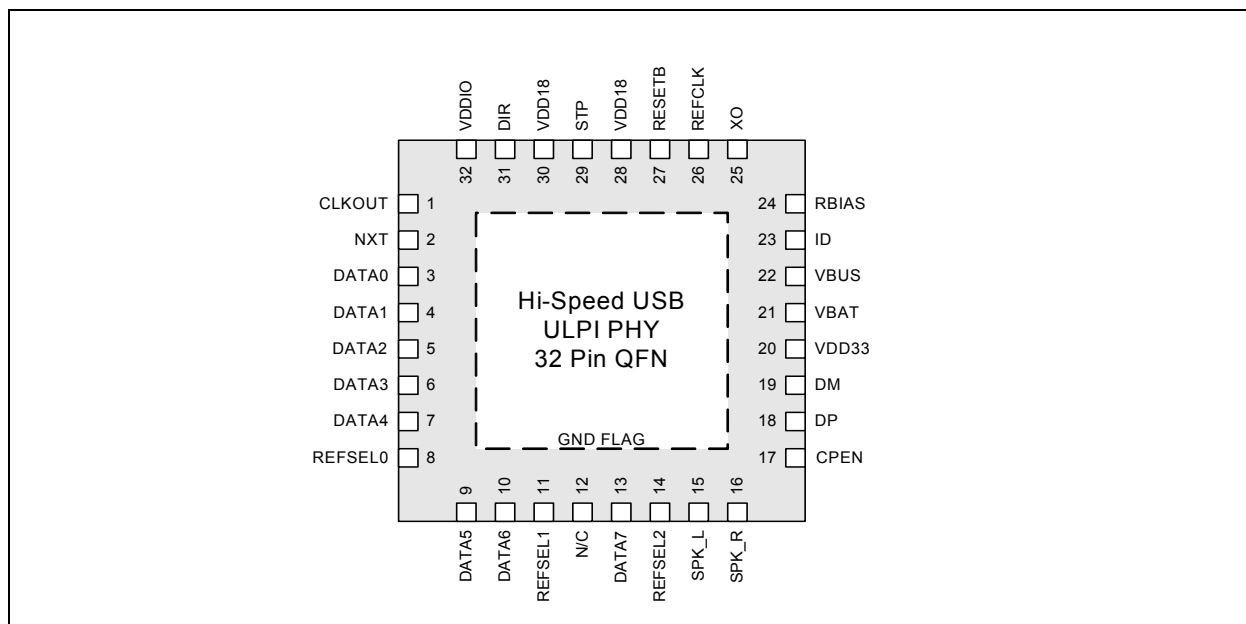 VDDIO DIR VDD18 STP VDD18 RESETB REFCLK XO
32 31 30 29 28 27 26 25
CLKOUT 1
NXT 2
DATA0 3
DATA1 4
DATA2 5
DATA3 6
DATA4 7
REFSEL0 8
Hi-Speed USB
ULPI PHY
32 Pin QFN
GND FLAG
24 RBIAS
23 ID
22 VBUS
21 VBAT
20 VDD33
19 DM
18 DP
17 CPEN
9 10 11 12 13 14 15 16
DATA5 DATA6 REFSEL1 N/C DATA7 REFSEL2 SPK_L SPK_R